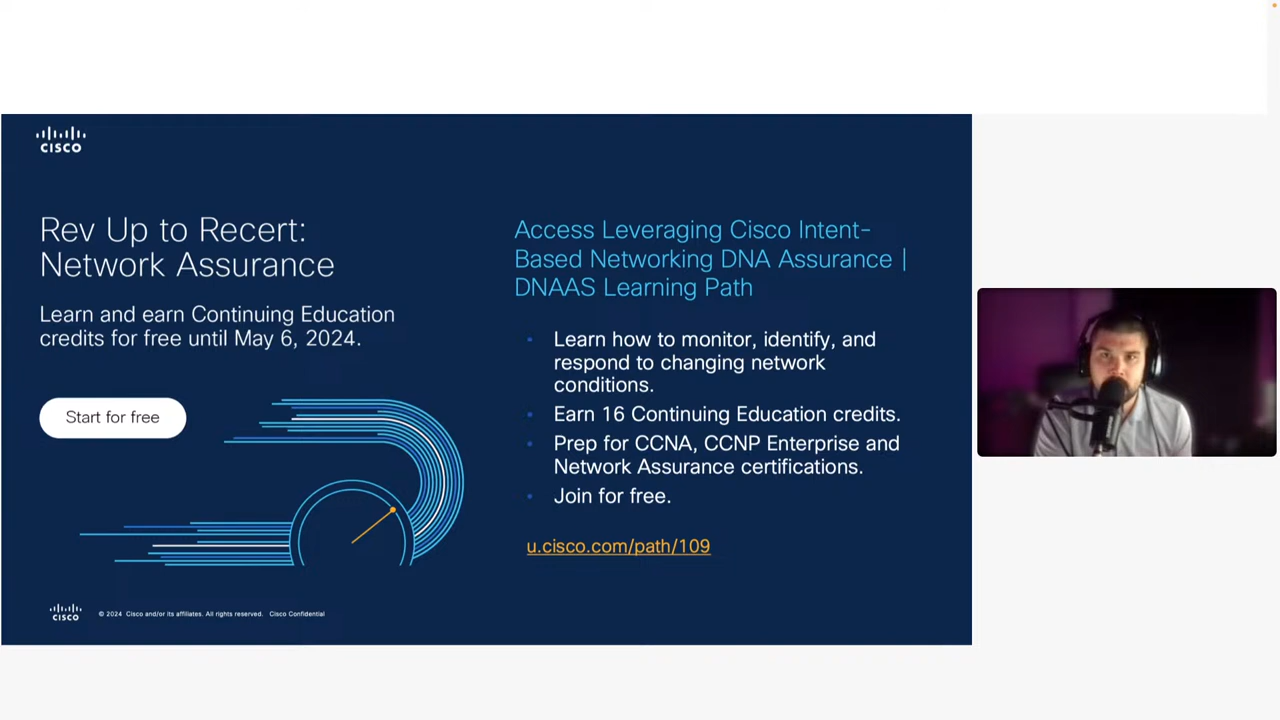 CISCO
Rev Up to Recert:
Network Assurance
Learn and earn Continuing Education
credits for free until May 6, 2024.
Start for free
Access Leveraging Cisco Intent-
Based Networking DNA Assurance |
DNAAS Learning Path
• Learn how to monitor, identify, and
respond to changing network
conditions.
• Earn 16 Continuing Education credits.
• Prep for CCNA, CCNP Enterprise and
Network Assurance certifications.
• Join for free.
u.cisco.com/path/109
CISCO
© 2024 Cisco and/or its affiliates. All rights reserved. Cisco Confidential